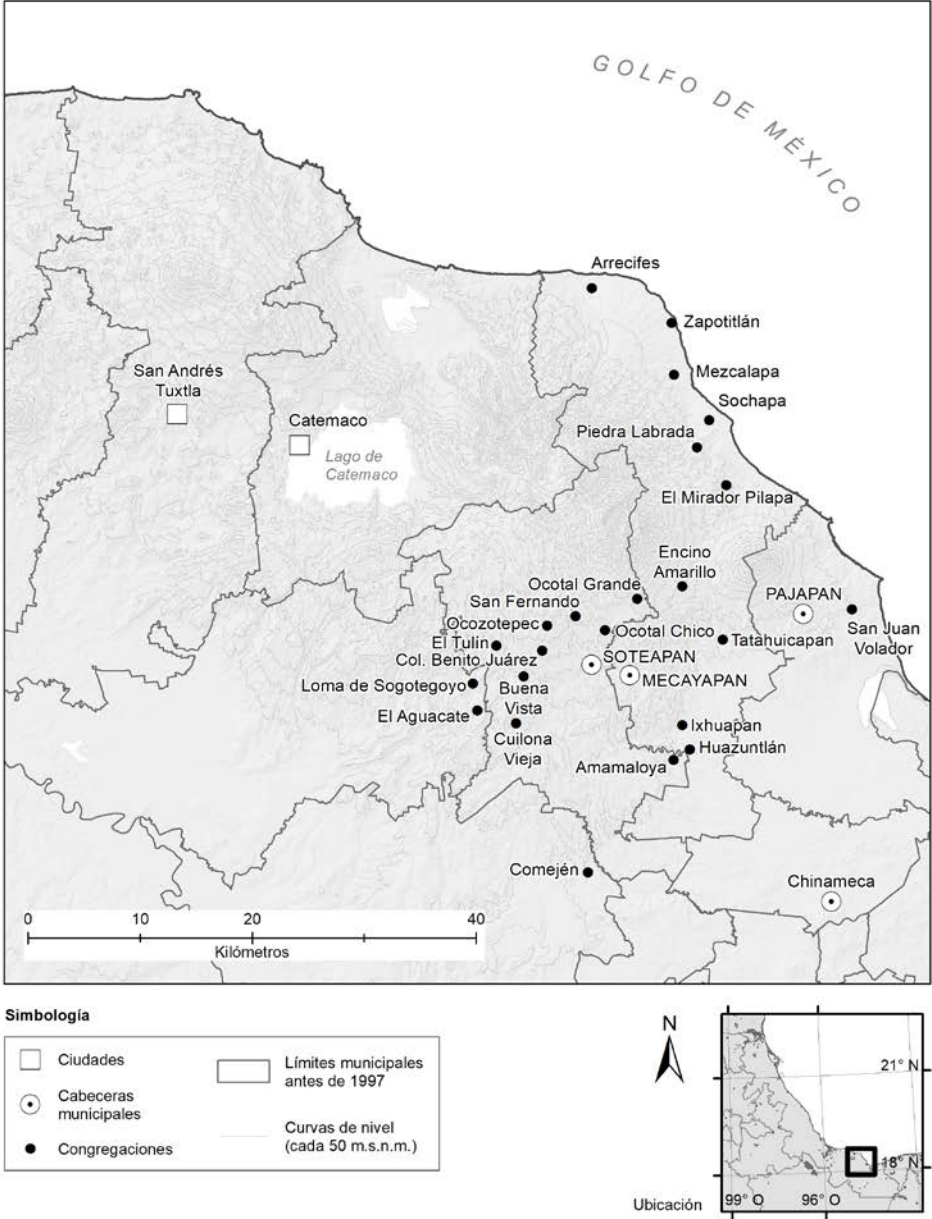 GOLFO DE MÉXICO
Arrecifes
Zapotitlán
San Andrés
Tuxtla
Mezcalapa
Catemaco
Sochapa
Lago de
Catemaco
Piedra Labrada
El Mirador Pilapa
Encino
Amarillo
Ocotal Grande
PAJAPAN
San Fernando
Ocozotepec
Ocotal Chico
Tatahuicapan
San Juan
Volador
El Tulín
Col. Benito Juárez
SOTEAPAN
Loma de Sogotegoyo
Buena
Vista
MECAYAPAN
El Aguacate
Cuilona
Vieja
Ixhuapan
Huazuntlán
Amamaloya
Comején
Chinameca
0 10 20 40
Kilómetros
Simbología
Ciudades
Cabeceras
municipales
Congregaciones
Límites municipales
antes de 1997
Curvas de nivel
(cada 50 m.s.n.m.)
N
21° N
18° N
99° O 96° O
Ubicación